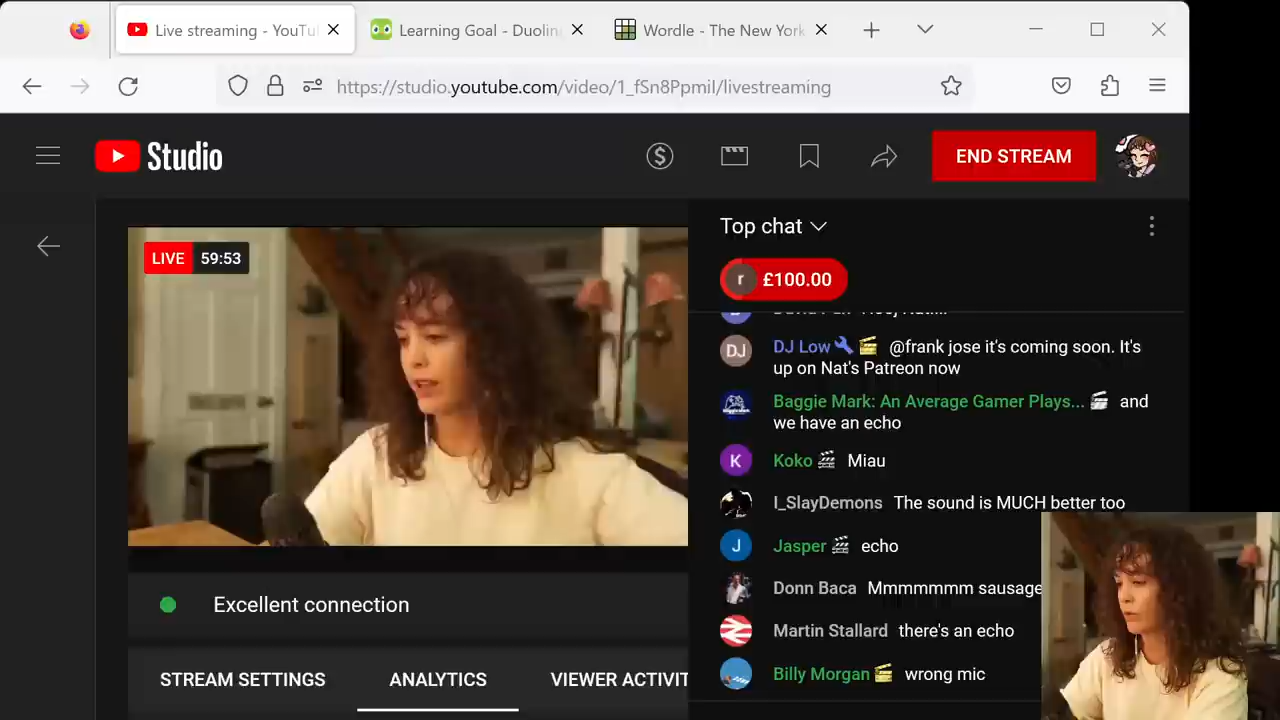 Live streaming - YouTu
Learning Goal - Duolin
Wordle - The New York
https://studio.youtube.com/video/1_fSn8Ppmil/livestreaming
Studio
END STREAM
LIVE 59:53
Top chat
r £100.00
DJ DJ Low @frank jose it's coming soon. It's
up on Nat's Patreon now
Baggie Mark: An Average Gamer Plays... and
we have an echo
K Koko Miau
I_SlayDemons The sound is MUCH better too
J Jasper echo
Donn Baca Mmmmmmm sausage
Martin Stallard there's an echo
Billy Morgan wrong mic
Excellent connection
STREAM SETTINGS
ANALYTICS
VIEWER ACTIVIT